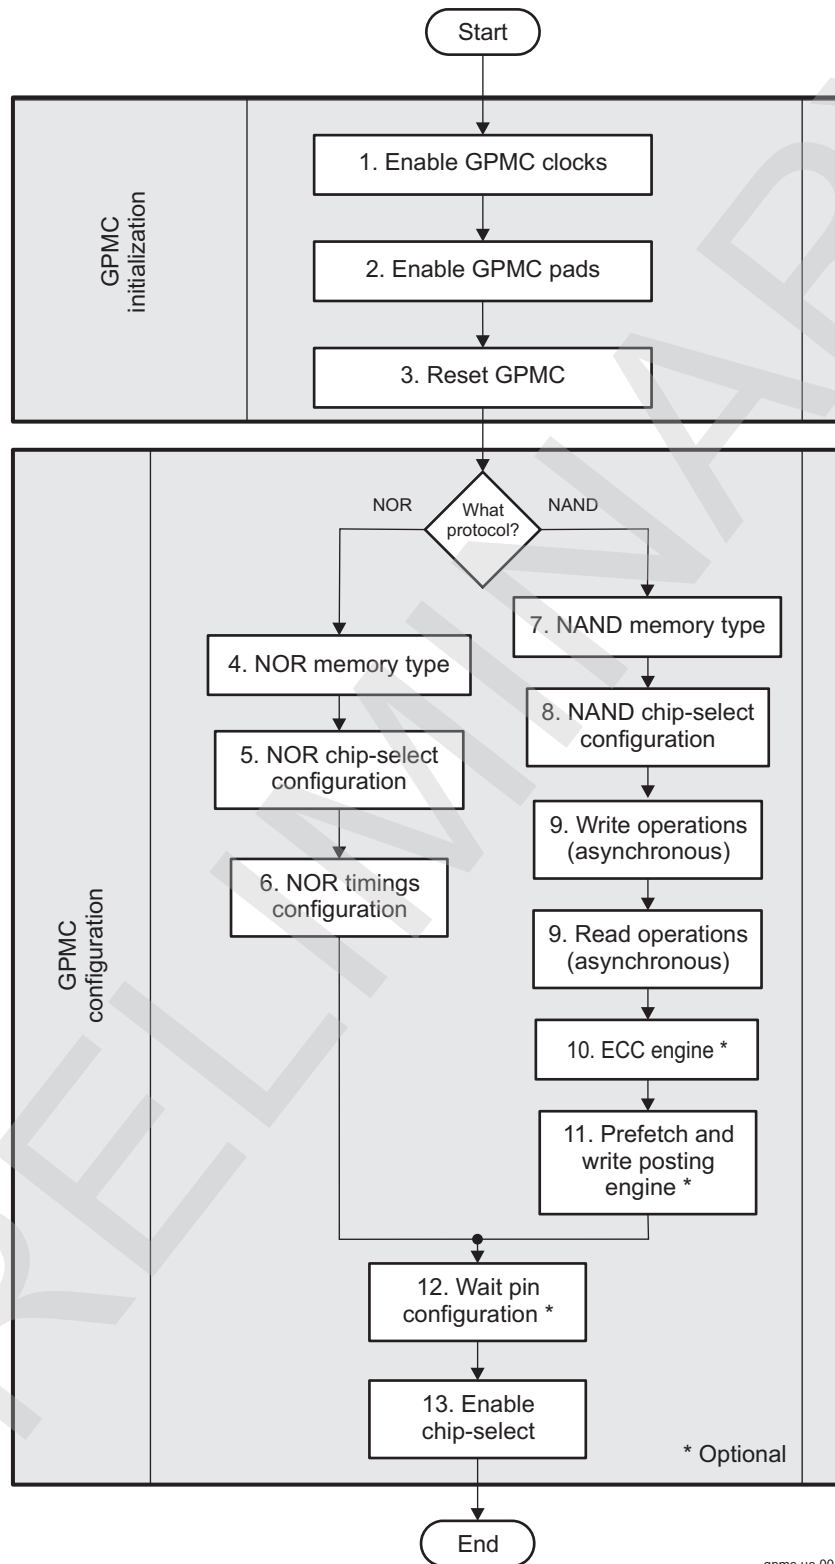 Start
GPMC
initialization
1. Enable GPMC clocks
2. Enable GPMC pads
3. Reset GPMC
GPMC
configuration
What
protocol?
NOR
NAND
4. NOR memory type
5. NOR chip-select
configuration
6. NOR timings
configuration
7. NAND memory type
8. NAND chip-select
configuration
9. Write operations
(asynchronous)
9. Read operations
(asynchronous)
10. ECC engine *
11. Prefetch and
write posting
engine *
12. Wait pin
configuration *
13. Enable
chip-select
* Optional
End
PRELIMINARY